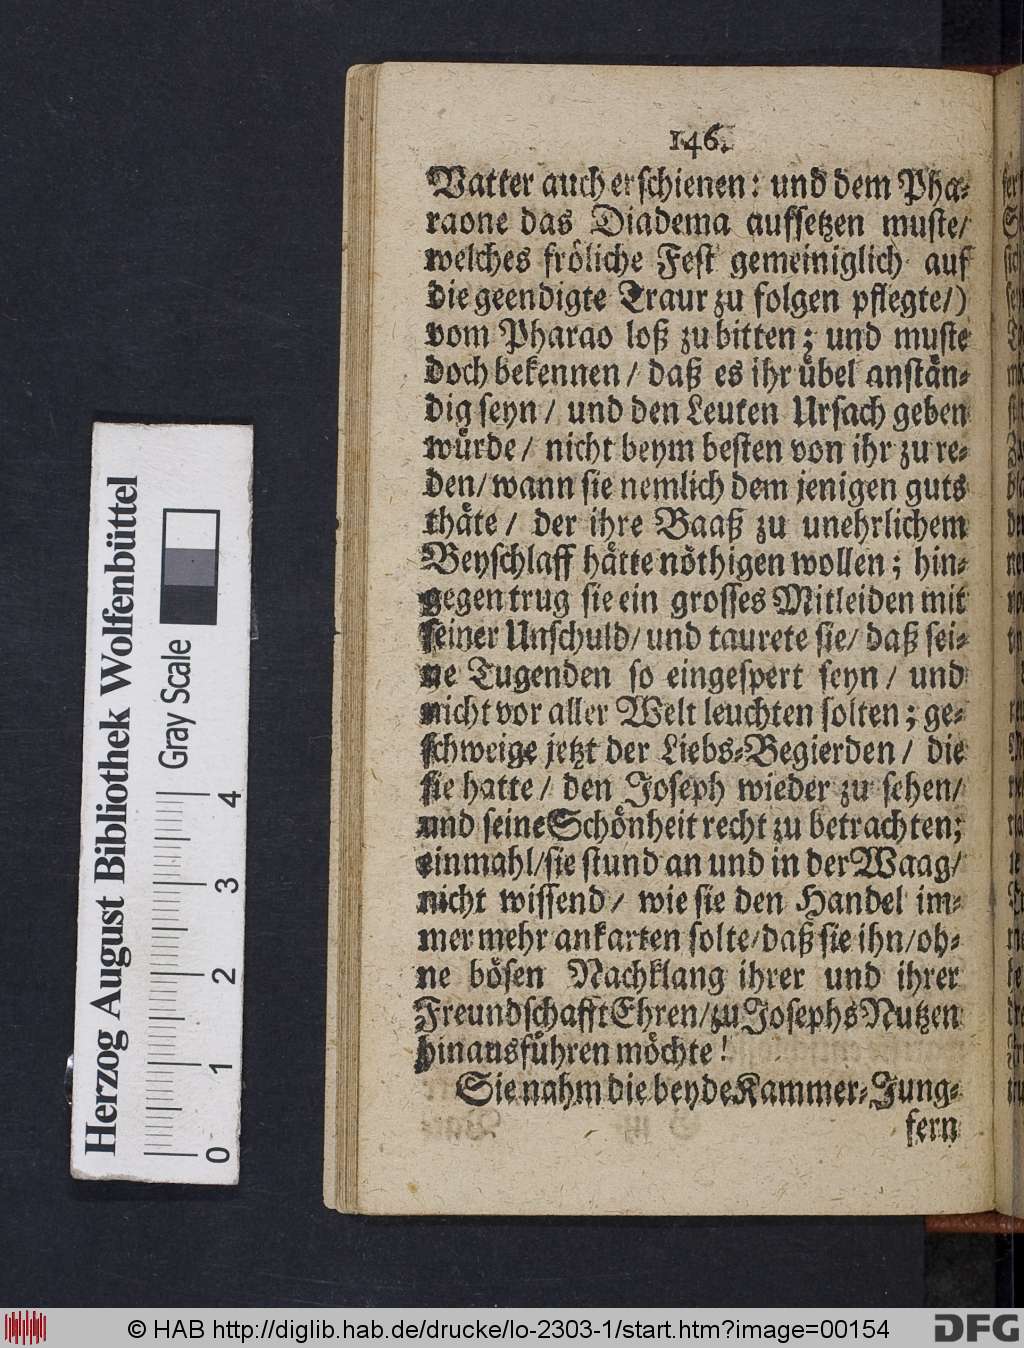 146.
Vatter auch erschienen: und dem Pha-
raone das Diadema aufsetzen muste/
welches fröliche Fest gemeiniglich auf
die geendigte Traur zu folgen pflegte/)
vom Pharao loß zu bitten; und muste
doch bekennen / daß es ihr übel anstän-
dig seyn / und den Leuten Ursach geben
würde / nicht beym besten von ihr zu re-
den/ wann sie nemlich dem jenigen guts
thäte / der ihre Baaß zu unehrlichem
Beyschlaff hätte nöthigen wollen; hin-
gegen trug sie ein grosses Mitleiden mit
seiner Unschuld/ und taurete sie/ daß sei-
ne Tugenden so eingespert seyn / und
nicht vor aller Welt leuchten solten; ge-
schweige jetzt der Liebs-Begierden / die
sie hatte / den Joseph wieder zu sehen/
und seine Schönheit recht zu betrachten;
einmahl/sie stund an und in der Waag/
nicht wissend / wie sie den Handel im-
mer mehr ankarten solte/daß sie ihn/oh-
ne bösen Nachklang ihrer und ihrer
Freundschafft Ehren/zu Josephs Nutzen
hinausführen möchte!
Sie nahm die beyde Kammer-Jung-
fern
Herzog August Bibliothek Wolfenbüttel
Gray Scale
0 1 2 3 4
© HAB http://diglib.hab.de/drucke/lo-2303-1/start.htm?image=00154
DFG